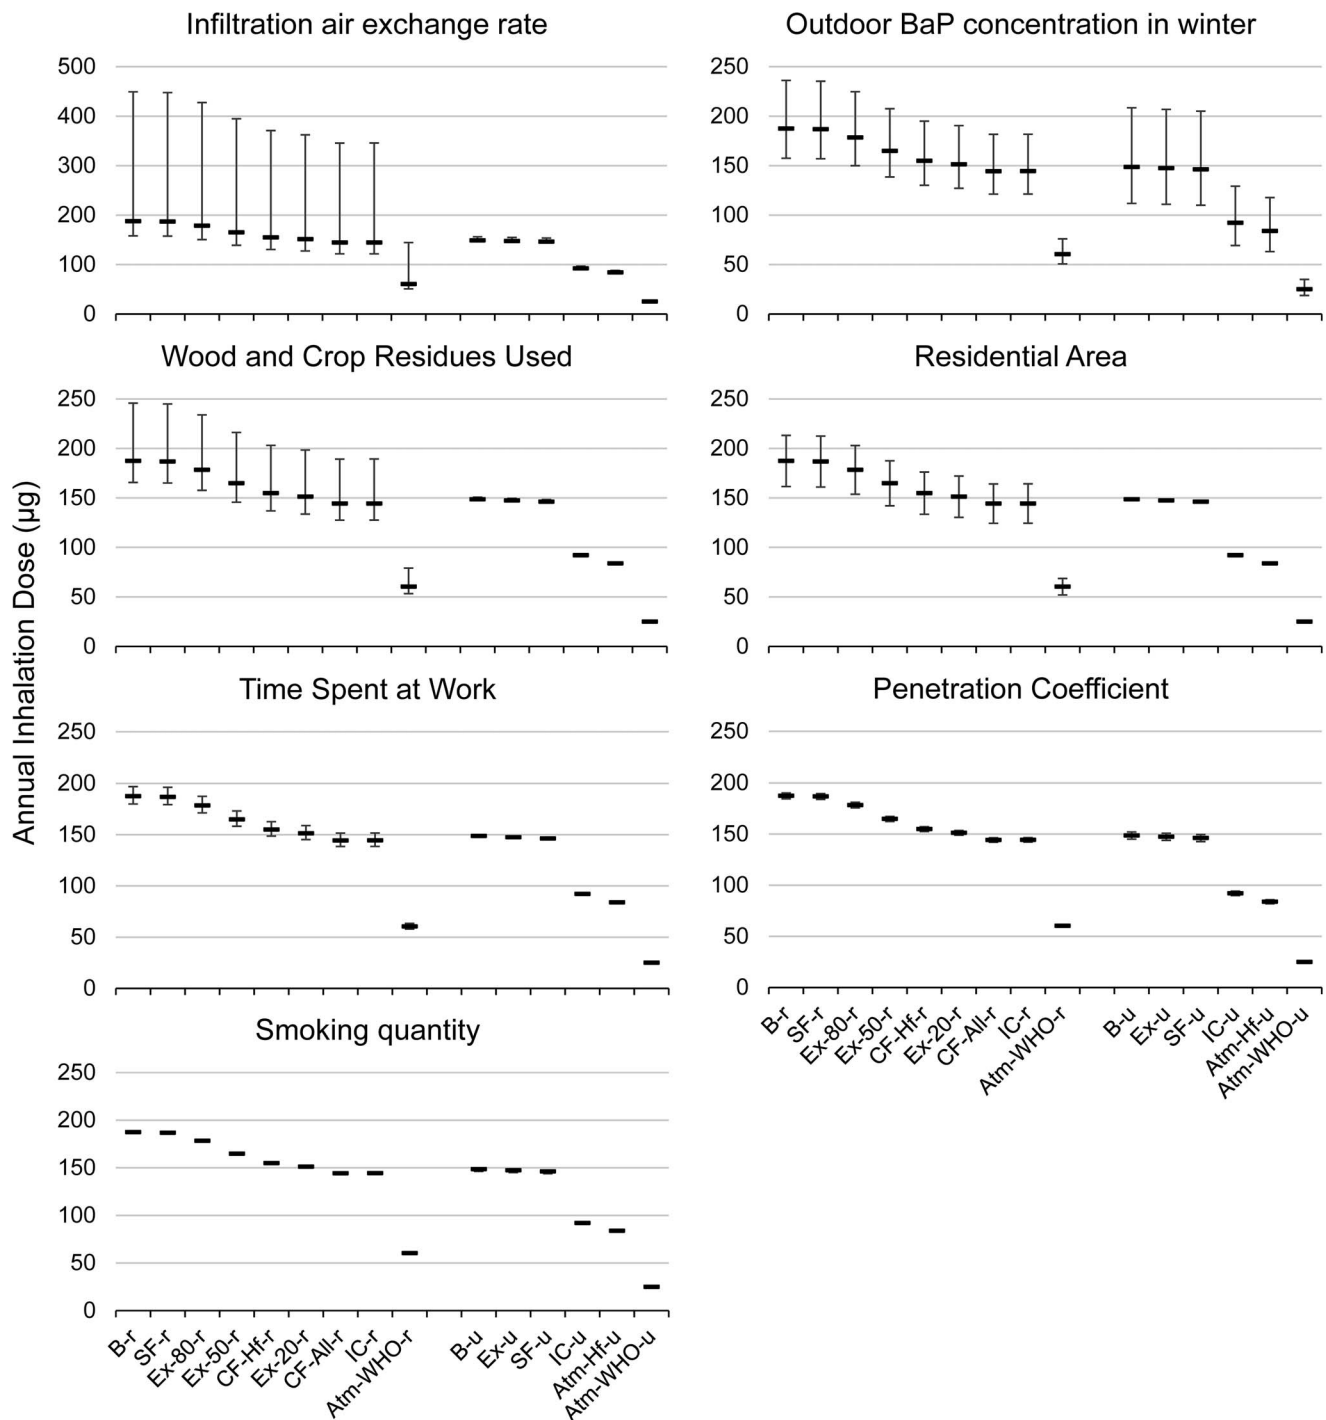 Infiltration air exchange rate
500
400
300
200
100
0
Outdoor BaP concentration in winter
250
200
150
100
50
0
Wood and Crop Residues Used
250
200
150
100
50
0
Residential Area
250
200
150
100
50
0
Annual Inhalation Dose (µg)
Time Spent at Work
250
200
150
100
50
0
Penetration Coefficient
250
200
150
100
50
0
B-r
SF-r
Ex-80-r
Ex-50-r
CF-Hf-r
Ex-20-r
CF-All-r
IC-r
Atm-WHO-r
B-u
Ex-u
SF-u
IC-u
Atm-Hf-u
Atm-WHO-u
Smoking quantity
250
200
150
100
50
0
B-r
SF-r
Ex-80-r
Ex-50-r
CF-Hf-r
Ex-20-r
CF-All-r
IC-r
Atm-WHO-r
B-u
Ex-u
SF-u
IC-u
Atm-Hf-u
Atm-WHO-u